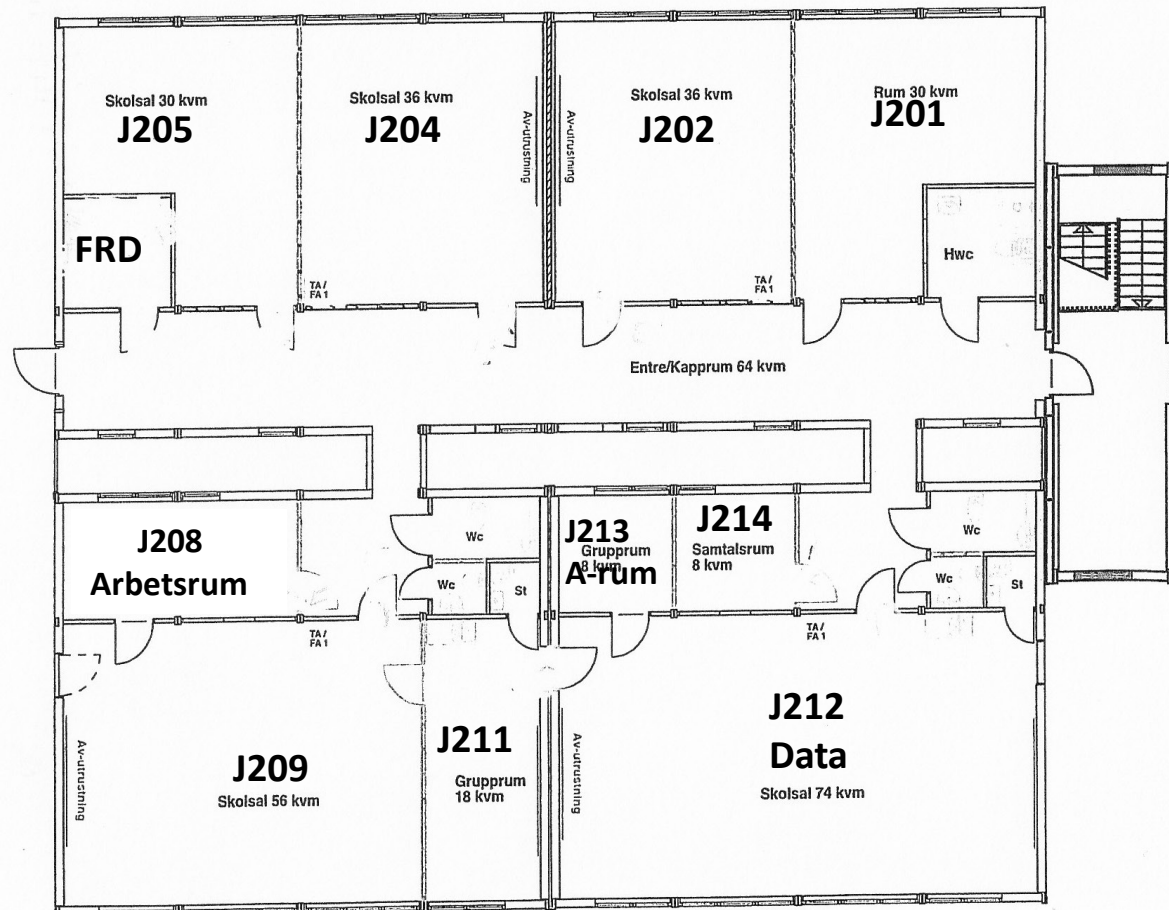 Skolsal 30 kvm
J205
Skolsal 36 kvm
J204
Av-utrustning
Av-utrustning
Skolsal 36 kvm
J202
Rum 30 kvm
J201
FRD
Hwc
TA /
FA 1
TA /
FA 1
Entre/Kapprum 64 kvm
J208
Arbetsrum
Wc
Wc
St
J213
Grupprum
8 kvm
A-rum
J214
Samtalsrum
8 kvm
Wc
Wc
St
TA /
FA 1
TA /
FA 1
Av-utrustning
J209
Skolsal 56 kvm
J211
Grupprum
18 kvm
Av-utrustning
J212
Data
Skolsal 74 kvm